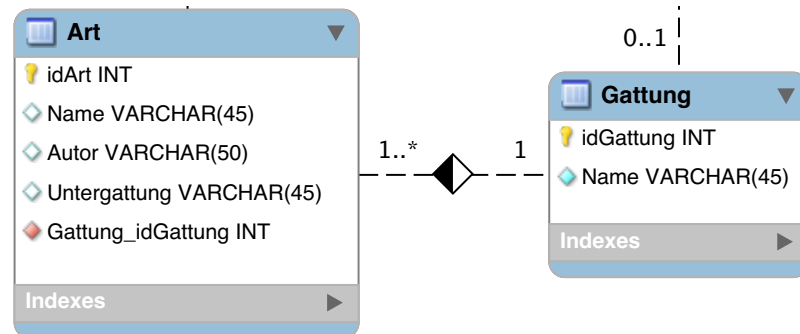 Art
idArt INT
Name VARCHAR(45)
Autor VARCHAR(50)
Untergattung VARCHAR(45)
Gattung_idGattung INT
Indexes
1..*
1
0..1
Gattung
idGattung INT
Name VARCHAR(45)
Indexes